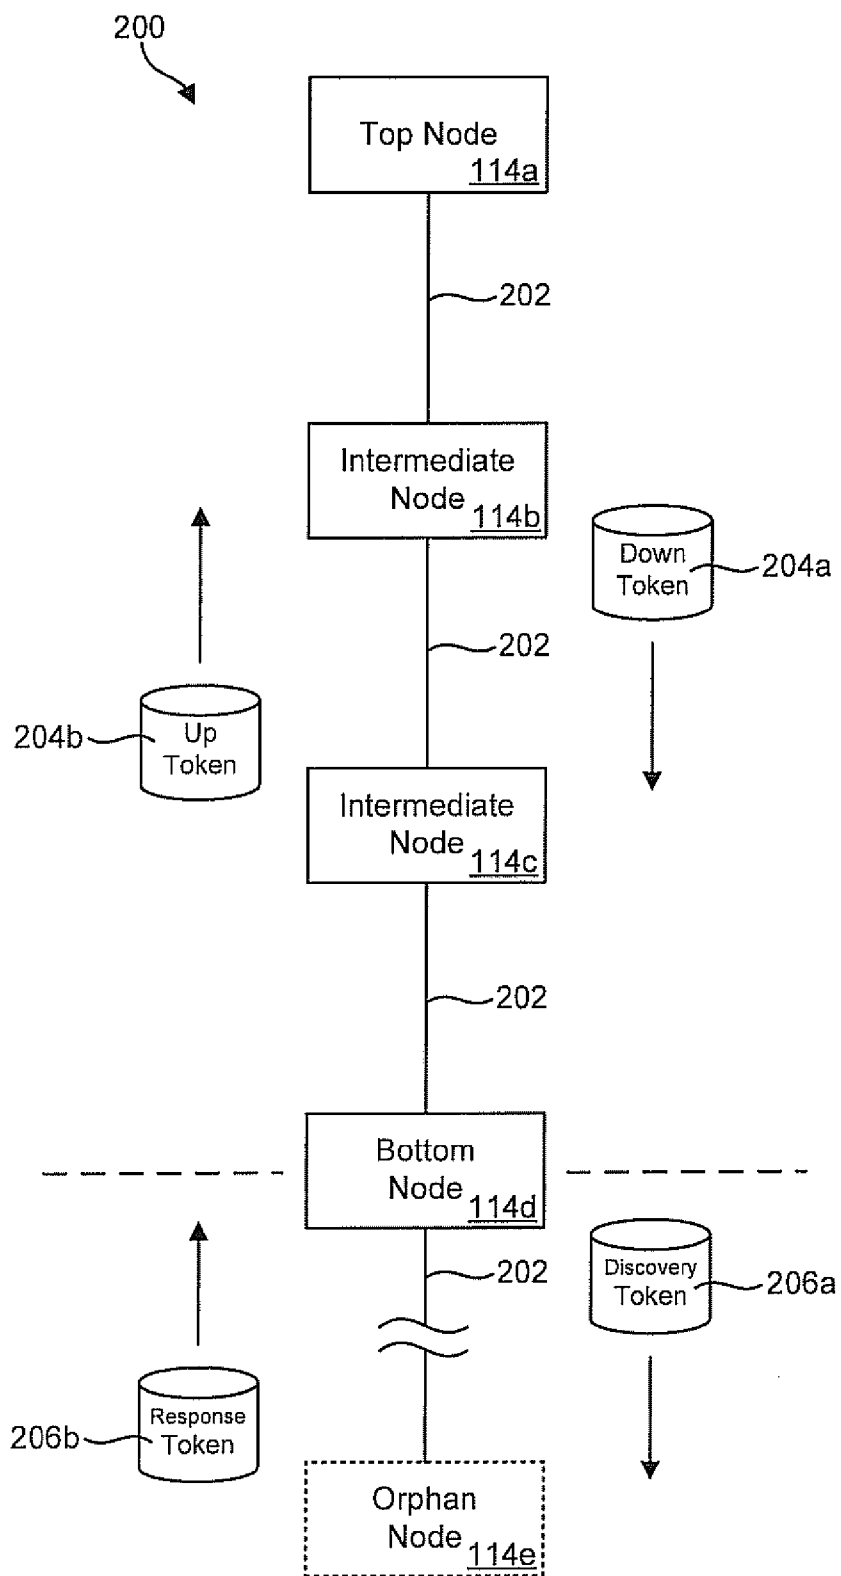 200
Top Node
114a
202
Intermediate
Node
114b
Down
Token
204a
202
204b
Up
Token
Intermediate
Node
114c
202
Bottom
Node
114d
202
Discovery
Token
206a
206b
Response
Token
Orphan
Node
114e